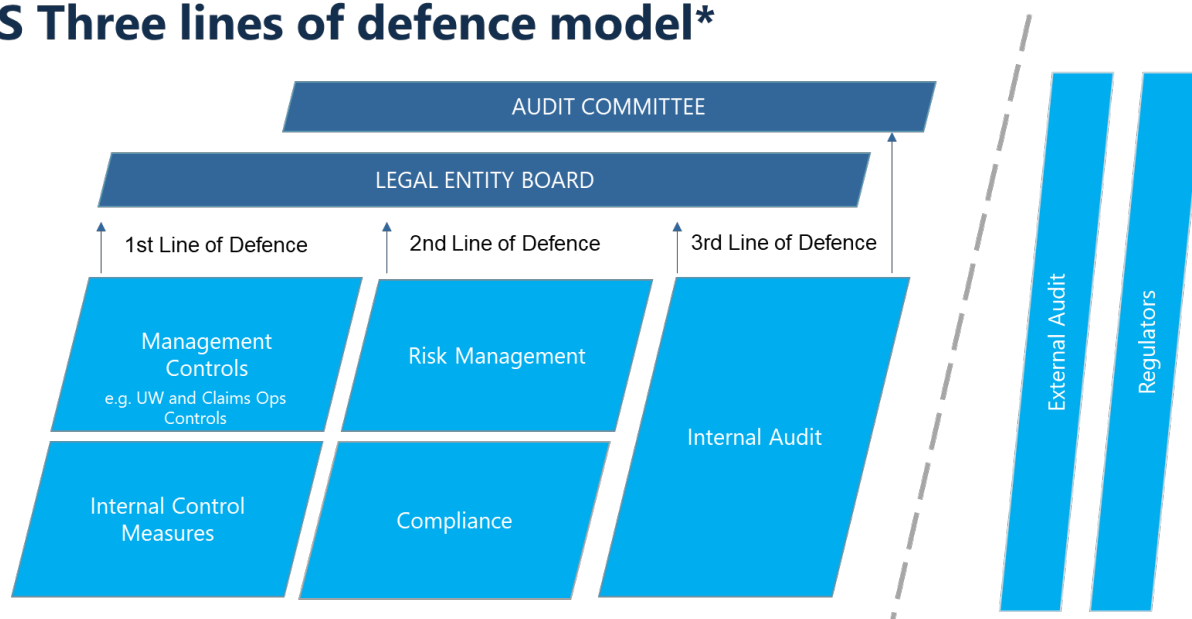 S Three lines of defence model*
AUDIT COMMITTEE
LEGAL ENTITY BOARD
1st Line of Defence
2nd Line of Defence
3rd Line of Defence
Management
Controls
e.g. UW and Claims Ops
Controls
Risk Management
Internal Audit
Internal Control
Measures
Compliance
External Audit
Regulators